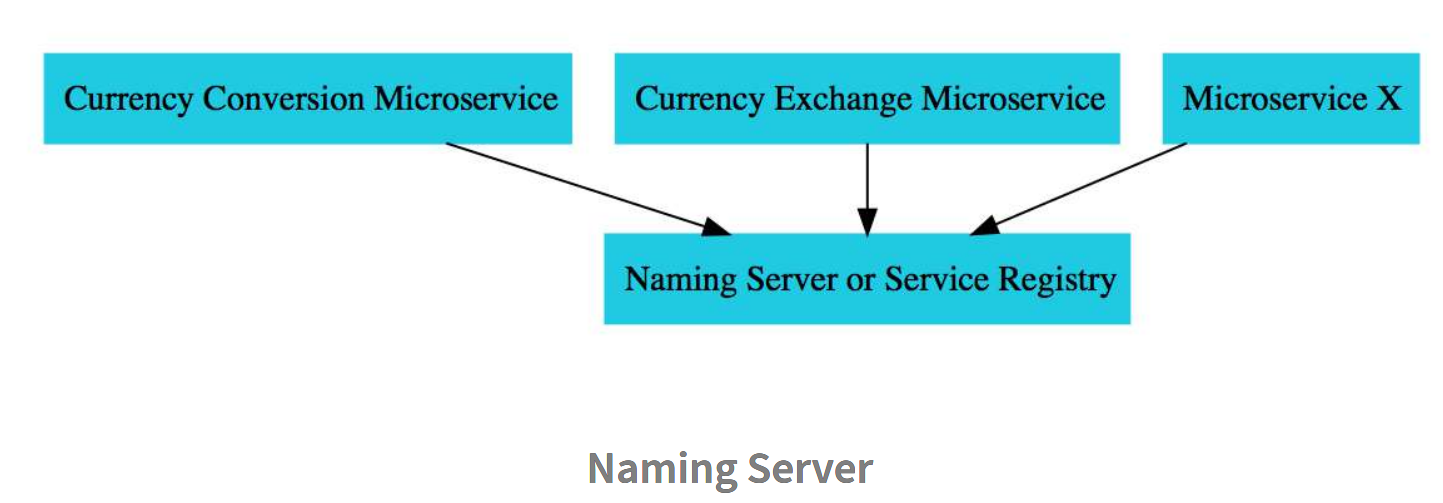 Currency Conversion Microservice
Currency Exchange Microservice
Microservice X
Naming Server or Service Registry
Naming Server